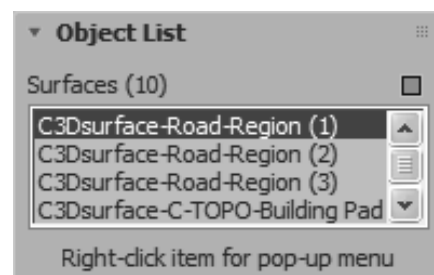 Object List
Surfaces (10)
C3Dsurface-Road-Region (1)
C3Dsurface-Road-Region (2)
C3Dsurface-Road-Region (3)
C3Dsurface-C-TOPO-Building Pad
Right-click item for pop-up menu